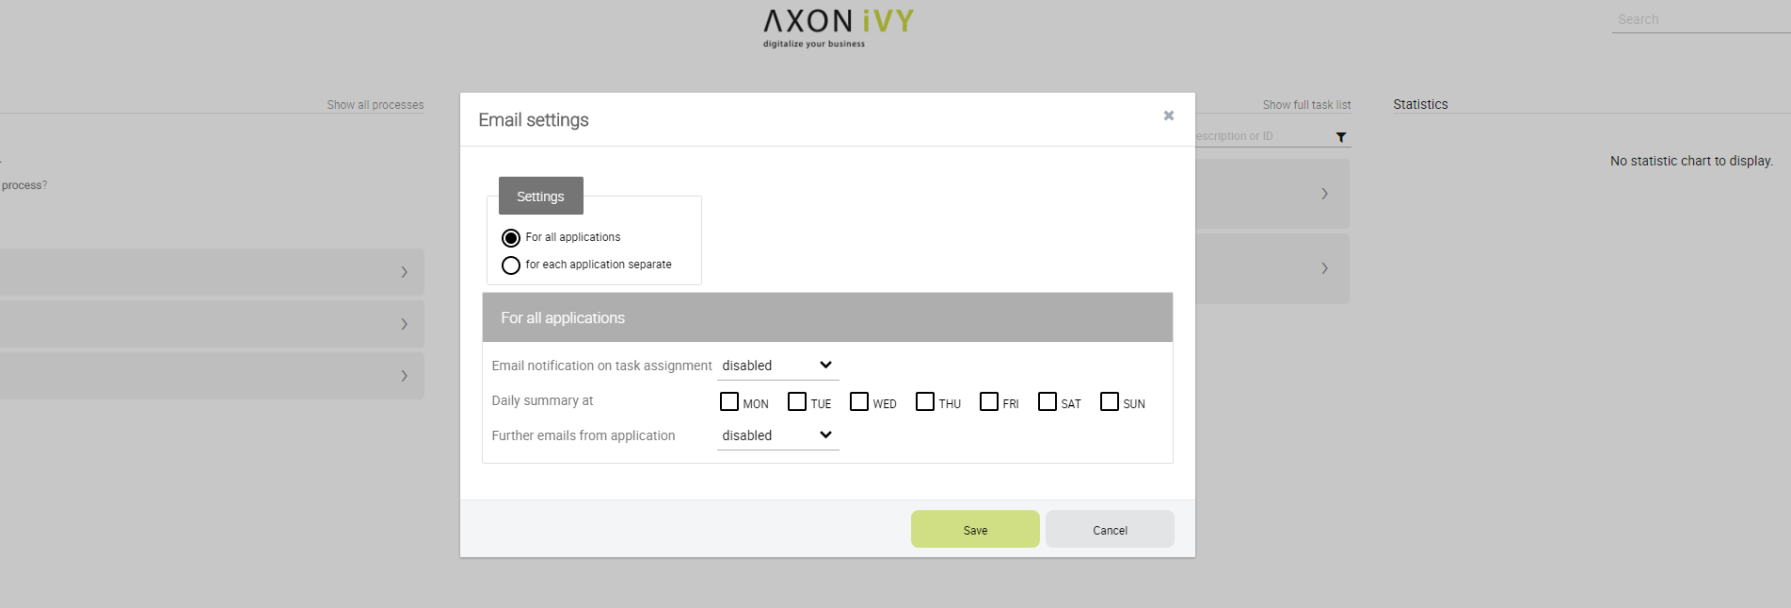 AXON iVY
digitalize your business
Search
Show all processes
process?
Email settings
Settings
For all applications
for each application separate
For all applications
Email notification on task assignment disabled
Daily summary at MON TUE WED THU FRI SAT SUN
Further emails from application disabled
Save Cancel
Show full task list
escription or ID
Statistics
No statistic chart to display.